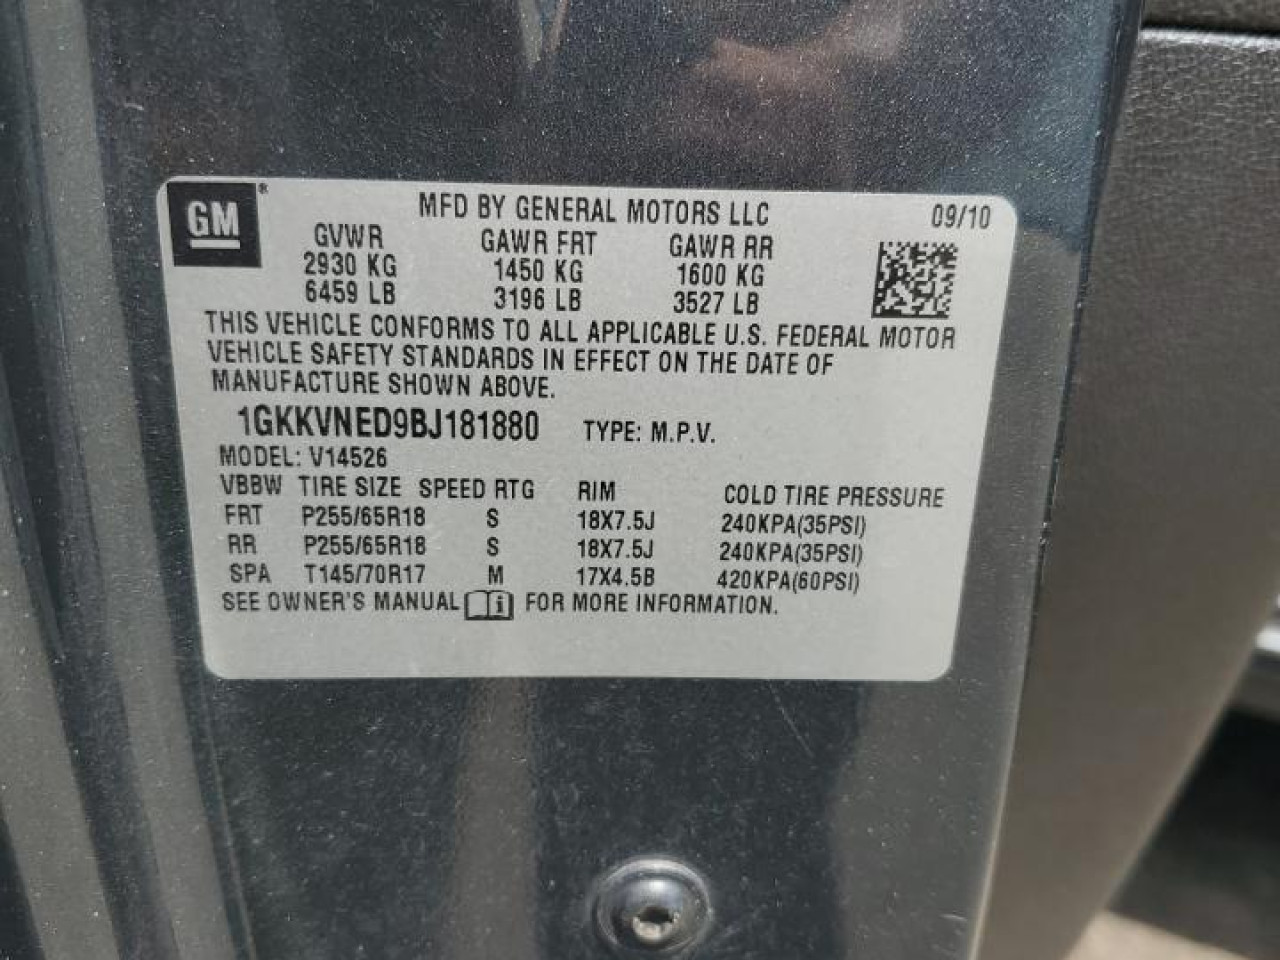 GM®
MFD BY GENERAL MOTORS LLC 09/10
GVWR GAWR FRT GAWR RR
2930 KG 1450 KG 1600 KG
6459 LB 3196 LB 3527 LB
THIS VEHICLE CONFORMS TO ALL APPLICABLE U.S. FEDERAL MOTOR
VEHICLE SAFETY STANDARDS IN EFFECT ON THE DATE OF
MANUFACTURE SHOWN ABOVE.
1GKKVNED9BJ181880 TYPE: M.P.V.
MODEL: V14526
VBBW TIRE SIZE SPEED RTG RIM COLD TIRE PRESSURE
FRT P255/65R18 S 18X7.5J 240KPA(35PSI)
RR P255/65R18 S 18X7.5J 240KPA(35PSI)
SPA T145/70R17 M 17X4.5B 420KPA(60PSI)
SEE OWNER'S MANUAL FOR MORE INFORMATION.